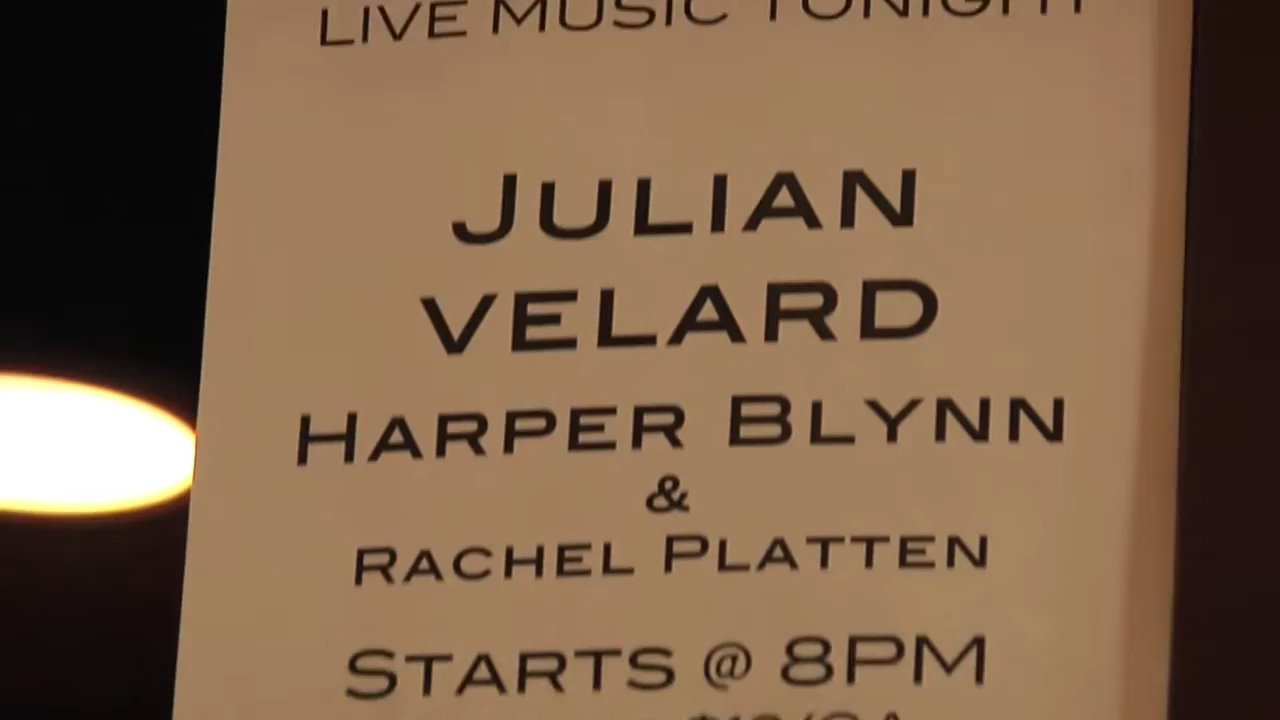 LIVE MUSIC TONIGHT
JULIAN
VELARD
HARPER BLYNN
&
RACHEL PLATTEN
STARTS @ 8PM